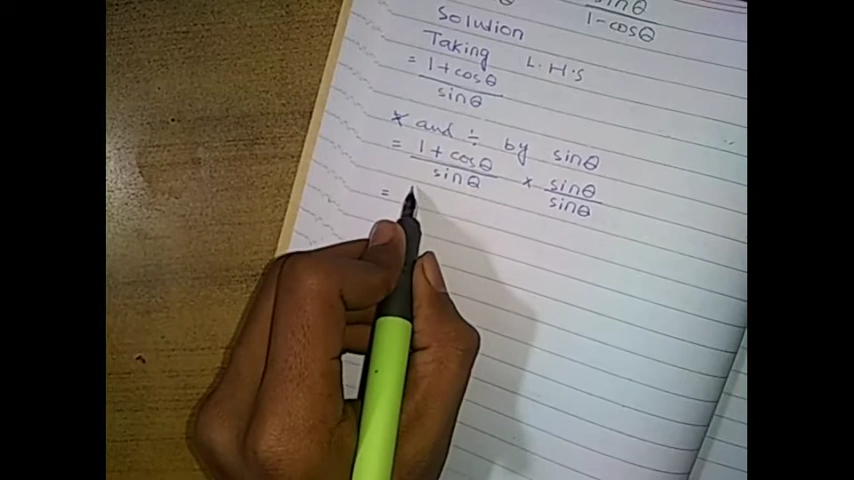 sinθ
1-cosθ
Solution
Taking L.H.S
= 1+cosθ
sinθ
× and ÷ by sinθ
= 1+cosθ × sinθ
sinθ sinθ
=